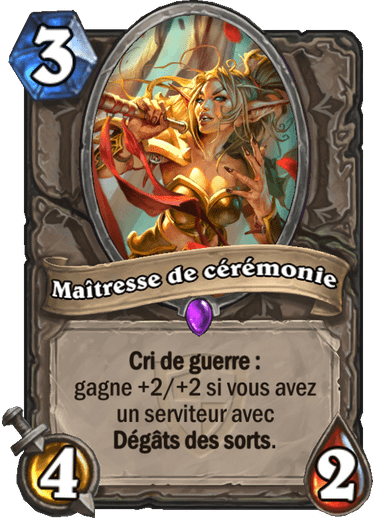 3
Maîtresse de cérémonie
Cri de guerre :
gagne +2/+2 si vous avez
un serviteur avec
Dégâts des sorts.
4
2